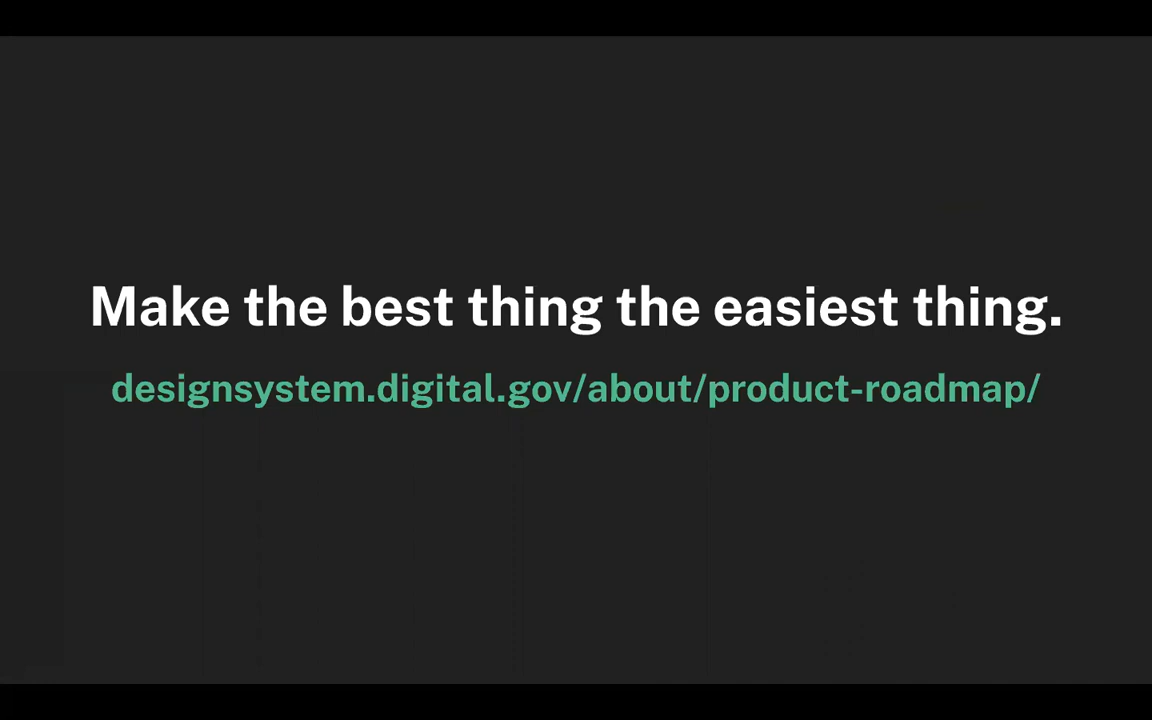 Make the best thing the easiest thing.
designsystem.digital.gov/about/product-roadmap/